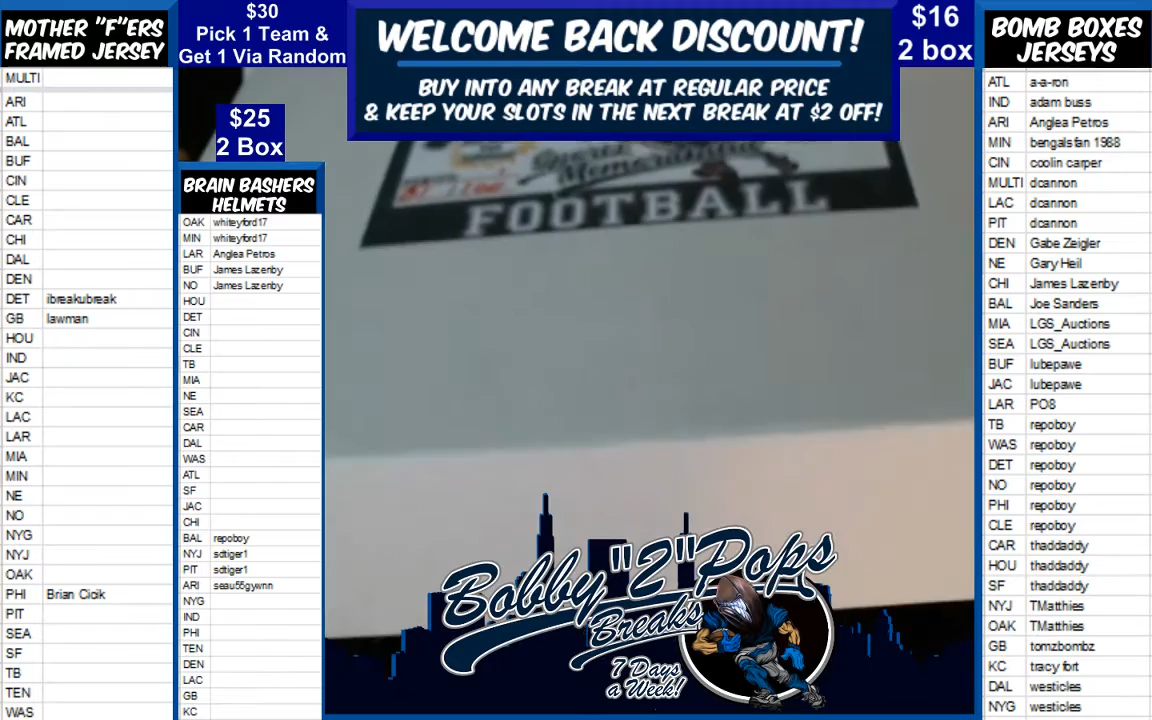 MOTHER "F"ERS
FRAMED JERSEY
MULTI
ARI
ATL
BAL
BUF
CIN
CLE
CAR
CHI
DAL
DEN
DET ibreakubreak
GB lawman
HOU
IND
JAC
KC
LAC
LAR
MIA
MIN
NE
NO
NYG
NYJ
OAK
PHI Brian Cicik
PIT
SEA
SF
TB
TEN
WAS
$30
Pick 1 Team &
Get 1 Via Random
$25
2 Box
BRAIN BASHERS
HELMETS
OAK whiteyford17
MIN whiteyford17
LAR Anglea Petros
BUF James Lazenby
NO James Lazenby
HOU
DET
CIN
CLE
TB
MIA
NE
SEA
CAR
DAL
WAS
ATL
SF
JAC
CHI
BAL repoboy
NYJ sdtiger1
PIT sdtiger1
ARI seau55gywnn
NYG
IND
PHI
TEN
DEN
LAC
GB
KC
WELCOME BACK DISCOUNT!
BUY INTO ANY BREAK AT REGULAR PRICE
& KEEP YOUR SLOTS IN THE NEXT BREAK AT $2 OFF!
Sports
Memorabilia
FOOTBALL
Bobby "2" Pops
Breaks
7 Days
a Week!
$16
2 box
BOMB BOXES
JERSEYS
ATL a-a-ron
IND adam buss
ARI Anglea Petros
MIN bengalsfan 1988
CIN coolin carper
MULTI dcannon
LAC dcannon
PIT dcannon
DEN Gabe Zeigler
NE Gary Heil
CHI James Lazenby
BAL Joe Sanders
MIA LGS_Auctions
SEA LGS_Auctions
BUF lubepawe
JAC lubepawe
LAR PO8
TB repoboy
WAS repoboy
DET repoboy
NO repoboy
PHI repoboy
CLE repoboy
CAR thaddaddy
HOU thaddaddy
SF thaddaddy
NYJ TMatthies
OAK TMatthies
GB tomzbombz
KC tracy fort
DAL westicles
NYG westicles